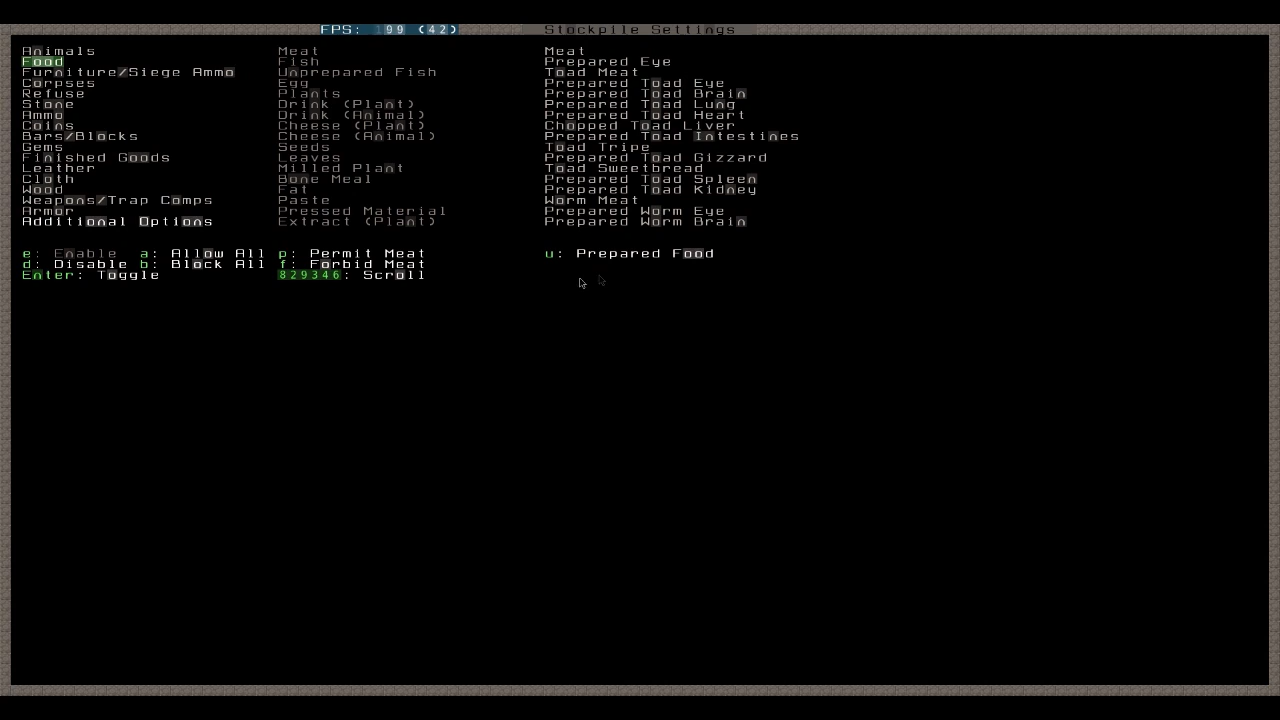 FPS: 199 (42) Stockpile Settings
Animals Meat Meat
Food Fish Prepared Eye
Furniture/Siege Ammo Unprepared Fish Toad Meat
Corpses Egg Prepared Toad Eye
Refuse Plants Prepared Toad Brain
Stone Drink (Plant) Prepared Toad Lung
Ammo Drink (Animal) Prepared Toad Heart
Coins Cheese (Plant) Chopped Toad Liver
Bars/Blocks Cheese (Animal) Prepared Toad Intestines
Gems Seeds Toad Tripe
Finished Goods Leaves Prepared Toad Gizzard
Leather Milled Plant Toad Sweetbread
Cloth Bone Meal Prepared Toad Spleen
Wood Fat Prepared Toad Kidney
Weapons/Trap Comps Paste Worm Meat
Armor Pressed Material Prepared Worm Eye
Additional Options Extract (Plant) Prepared Worm Brain
e: Enable a: Allow All p: Permit Meat u: Prepared Food
d: Disable b: Block All f: Forbid Meat
Enter: Toggle 829346: Scroll